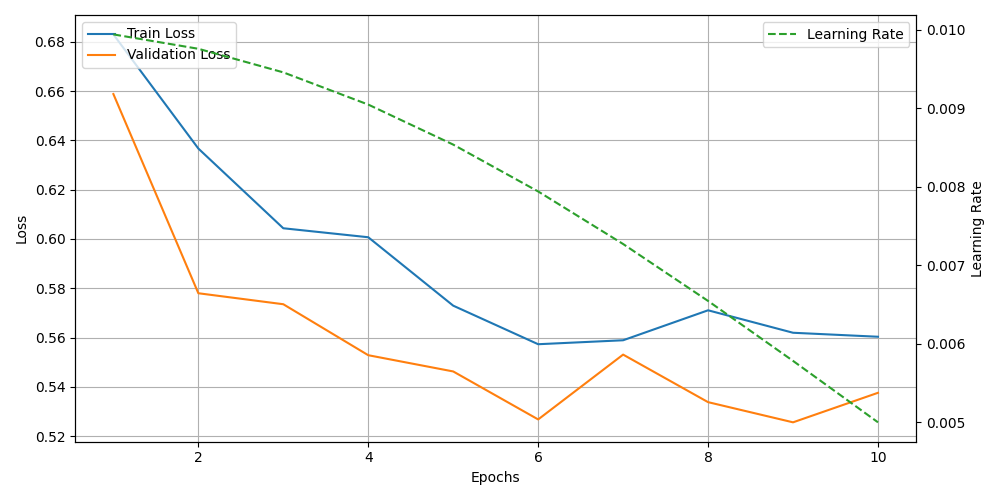 Train Loss
Validation Loss
Learning Rate
0.68
0.66
0.64
0.62
0.60
0.58
0.56
0.54
0.52
Loss
0.010
0.009
0.008
0.007
0.006
0.005
Learning Rate
2 4 6 8 10
Epochs